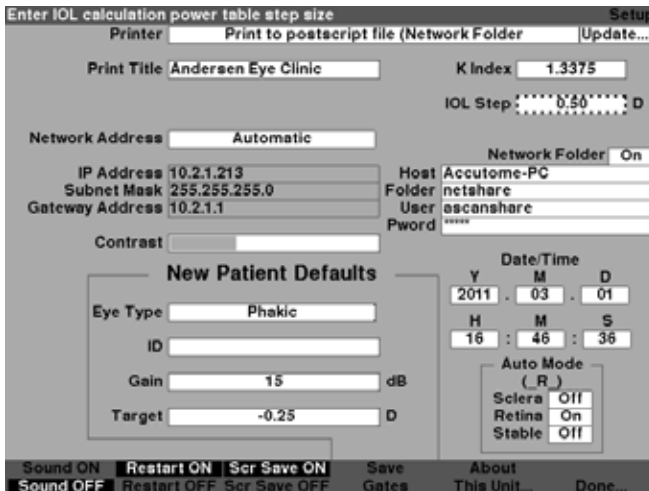 Enter IOL calculation power table step size Setup
Printer Print to postscript file (Network Folder Update...
Print Title Andersen Eye Clinic K Index 1.3375
IOL Step 0.50 D
Network Address Automatic
Network Folder On
IP Address 10.2.1.213 Host Accutome-PC
Subnet Mask 255.255.255.0 Folder netshare
Gateway Address 10.2.1.1 User ascanshare
Pword *****
Contrast
New Patient Defaults
Date/Time
Y M D
2011 . 03 . 01
Eye Type Phakic
H M S
16 : 46 : 36
ID
Auto Mode
(_R_)
Gain 15 dB
Sclera Off
Retina On
Target -0.25 D
Stable Off
Sound ON Restart ON Scr Save ON Save About
Sound OFF Restart OFF Scr Save OFF Gates This Unit... Done...